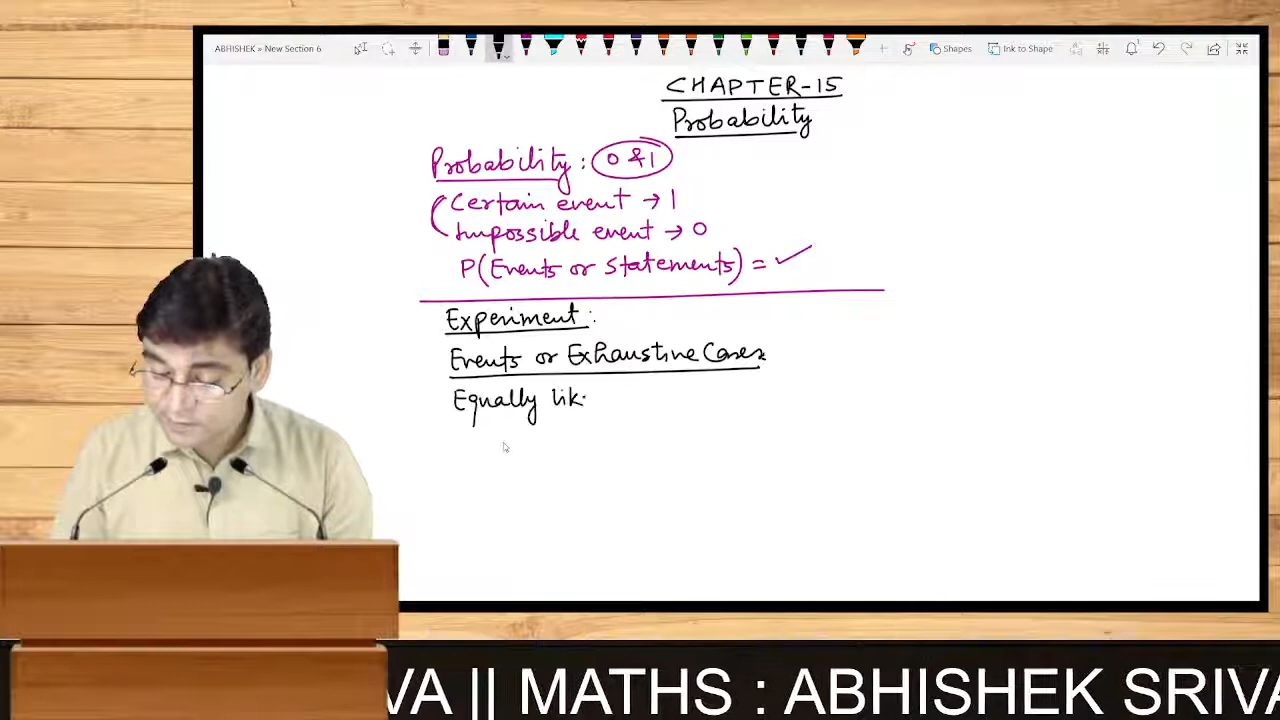 ABHISHEK » New Section 6
Shapes
Ink to Shape
CHAPTER-15
Probability
Probability : 0 & 1
Certain event → 1
Impossible event → 0
P(Events or Statements) = ✓
Experiment :
Events or Exhaustive Cases
Equally lik
VA || MATHS : ABHISHEK SRIVA